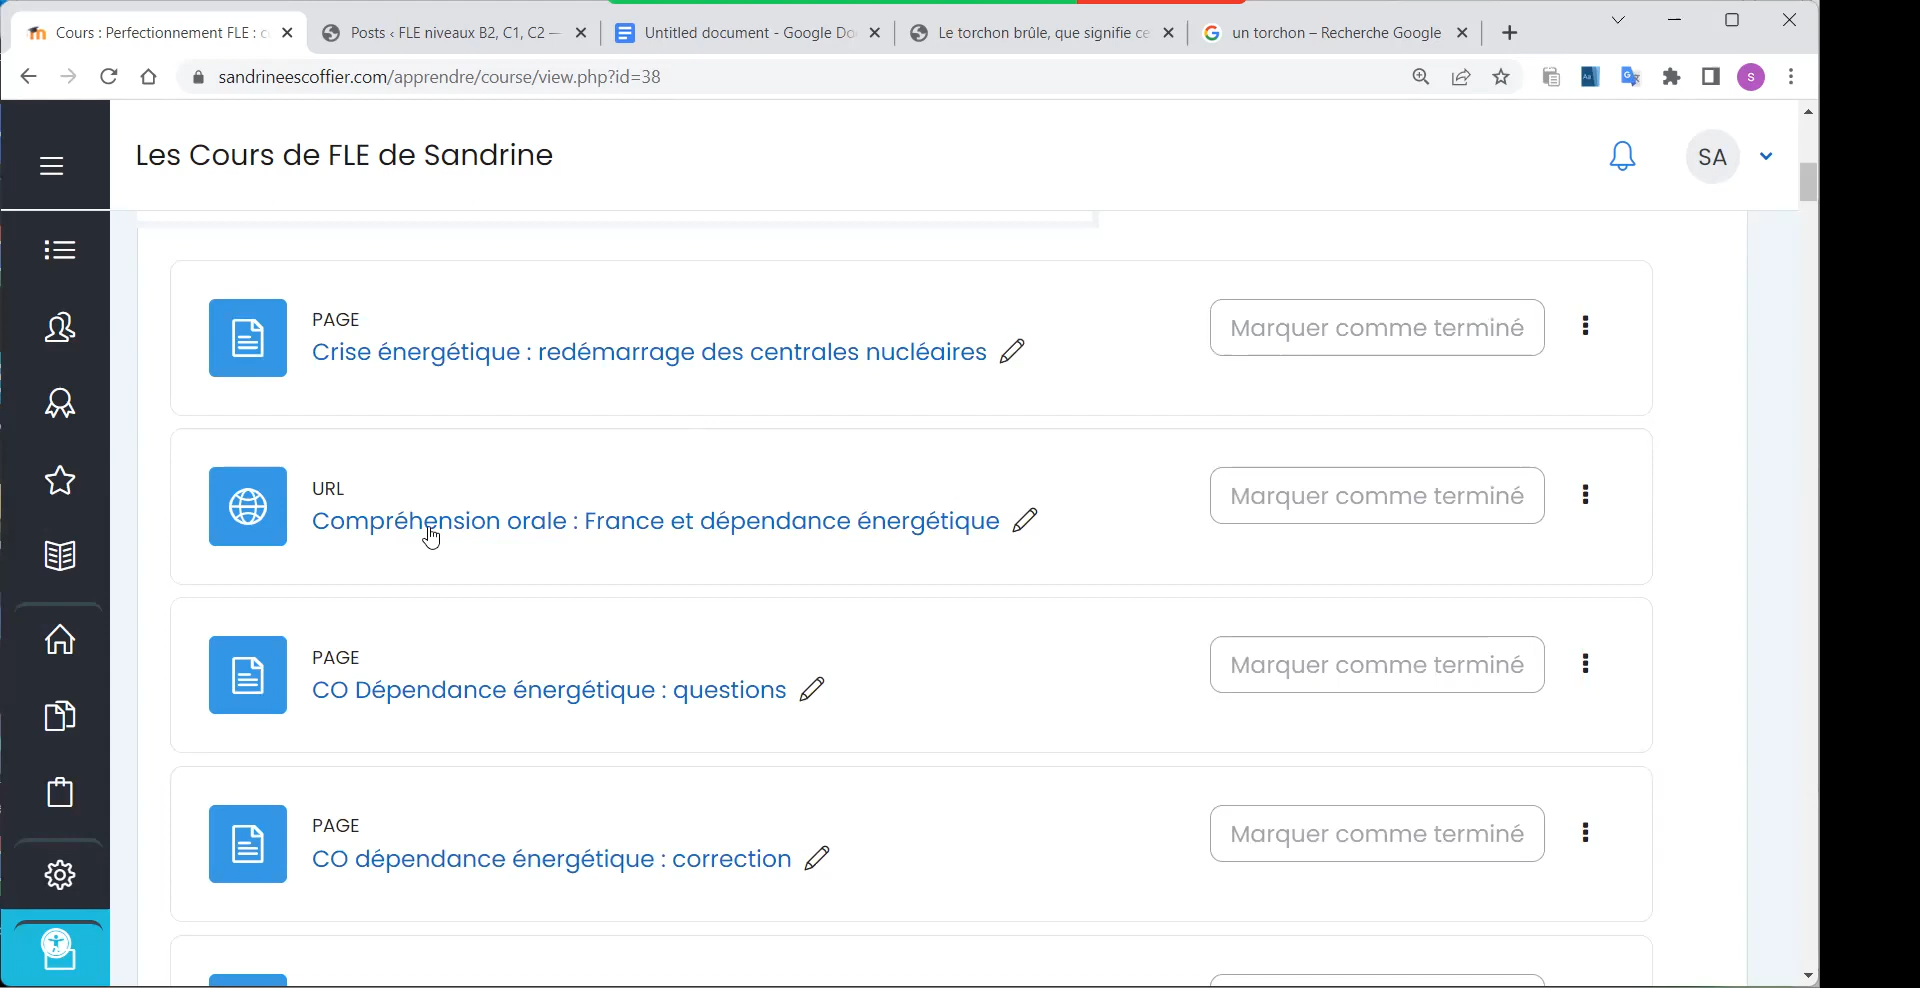 Cours : Perfectionnement FLE : c
Posts ‹ FLE niveaux B2, C1, C2 —
Untitled document - Google Do
Le torchon brûle, que signifie ce
un torchon – Recherche Google
sandrineescoffier.com/apprendre/course/view.php?id=38
S
Les Cours de FLE de Sandrine
SA
PAGE
Crise énergétique : redémarrage des centrales nucléaires
Marquer comme terminé
URL
Compréhension orale : France et dépendance énergétique
Marquer comme terminé
PAGE
CO Dépendance énergétique : questions
Marquer comme terminé
PAGE
CO dépendance énergétique : correction
Marquer comme terminé